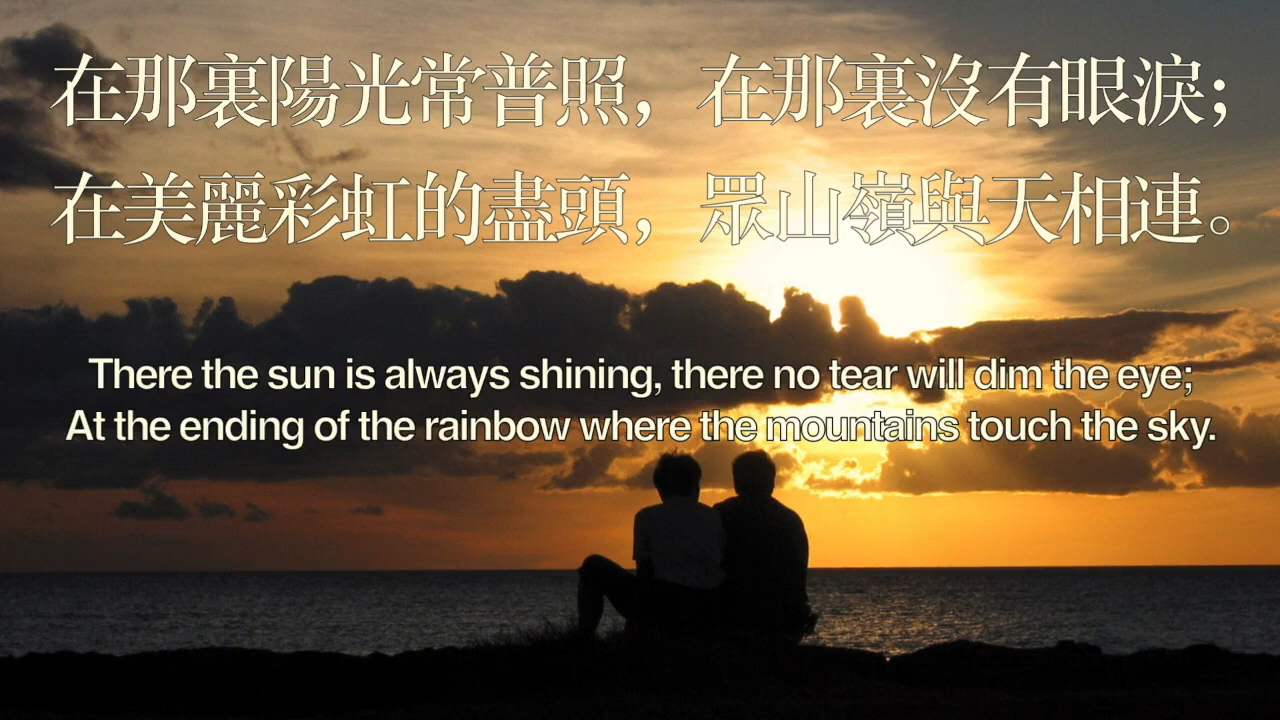 在那裏陽光常普照，在那裏沒有眼淚；
在美麗彩虹的盡頭，眾山嶺與天相連。
There the sun is always shining, there no tear will dim the eye;
At the ending of the rainbow where the mountains touch the sky.